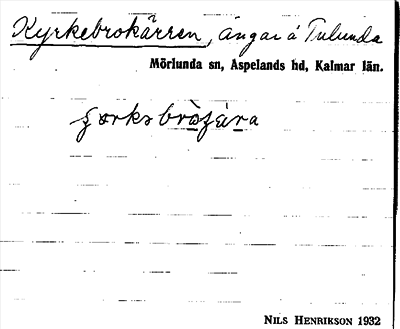 Kyrkebrokärren, ängar å Tulunda
Mörlunda sn, Aspelands hd, Kalmar län.
NILS HENRIKSON 1932